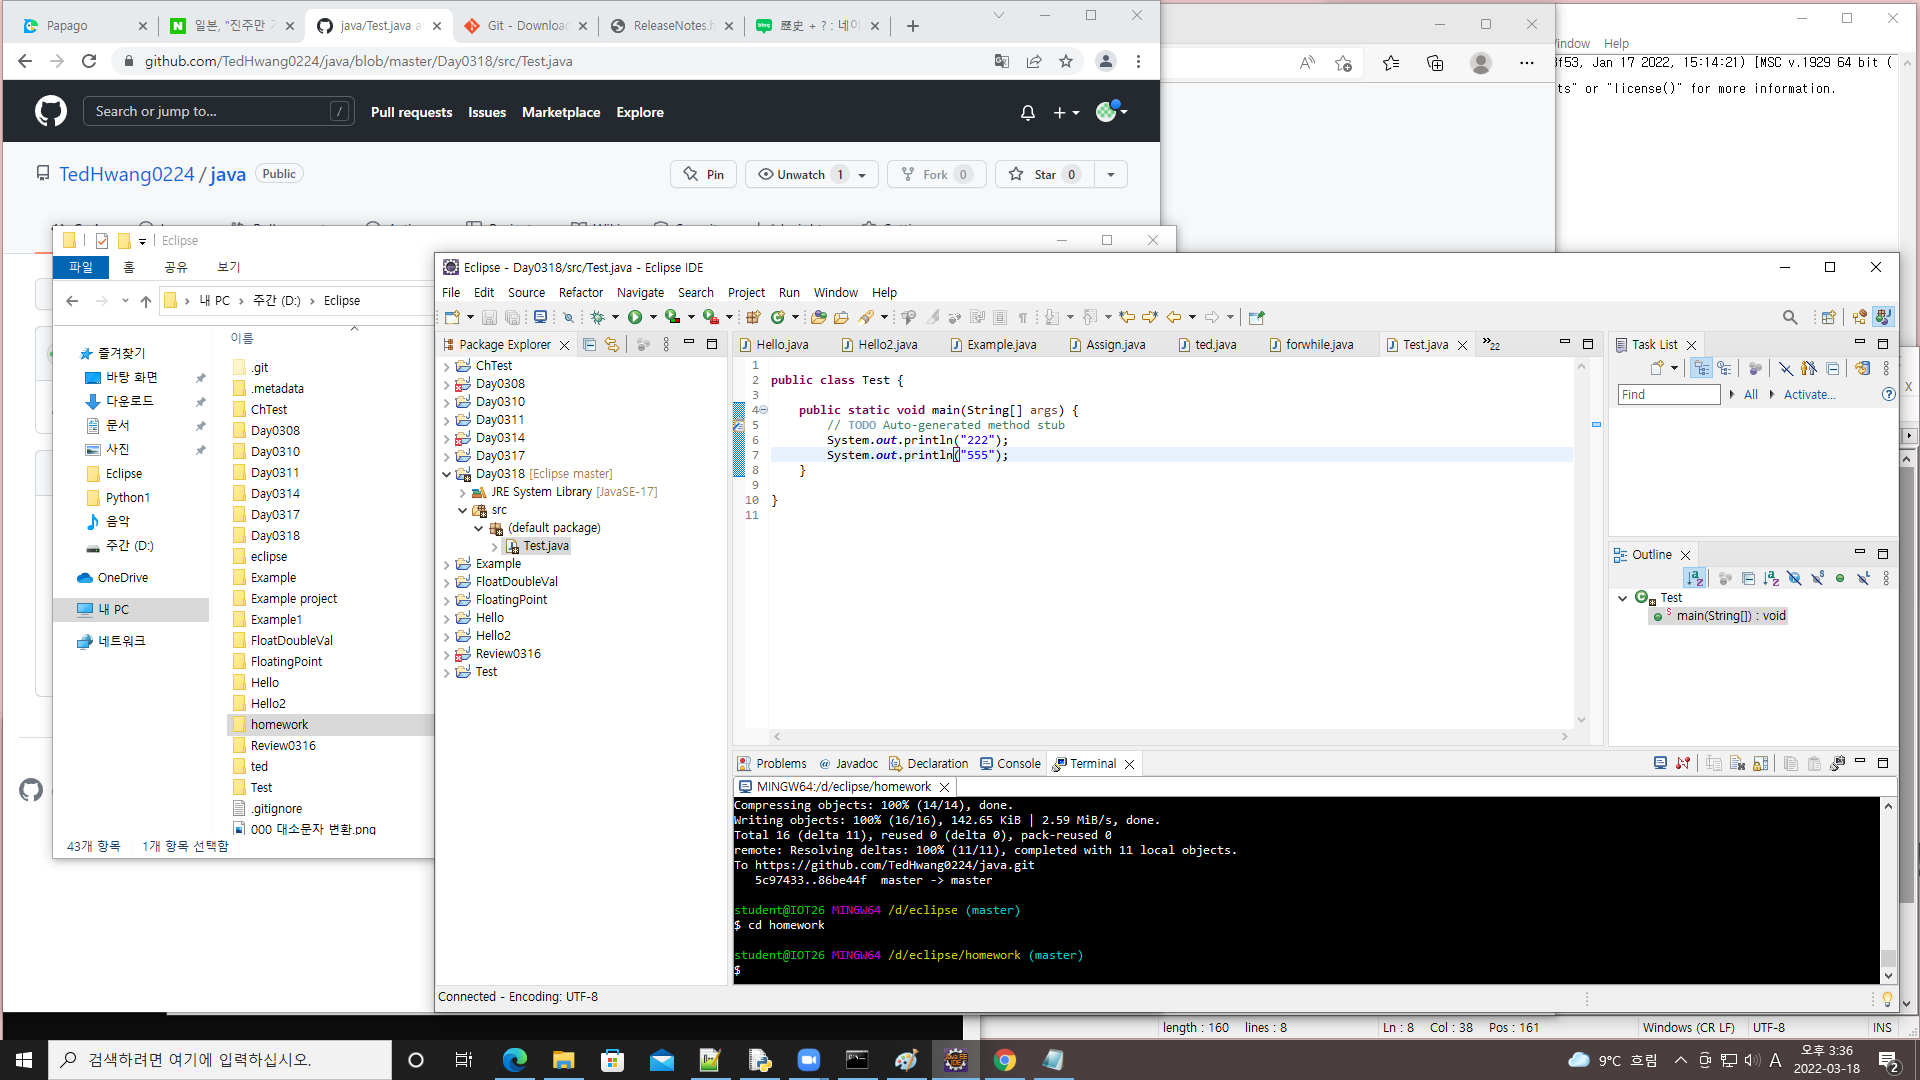 Papago
일본, "진주만
java/Test.java a
Git - Downloa
ReleaseNotes.h
歷史 + ? : 네이
github.com/TedHwang0224/java/blob/master/Day0318/src/Test.java
Search or jump to...
/
Pull requests
Issues
Marketplace
Explore
TedHwang0224 / java
Public
Pin
Unwatch 1
Fork 0
Star 0
indow
Help
3f53, Jan 17 2022, 15:14:21) [MSC v.1929 64 bit (
ts" or "license()" for more information.
Eclipse
파일
홈
공유
보기
내 PC > 주간 (D:) > Eclipse
이름
즐겨찾기
바탕 화면
다운로드
문서
사진
Eclipse
Python1
음악
주간 (D:)
OneDrive
내 PC
네트워크
.git
.metadata
ChTest
Day0308
Day0310
Day0311
Day0314
Day0317
Day0318
eclipse
Example
Example project
Example1
FloatDoubleVal
FloatingPoint
Hello
Hello2
homework
Review0316
ted
Test
.gitignore
000 대소문자 변환.png
43개 항목
1개 항목 선택함
Eclipse - Day0318/src/Test.java - Eclipse IDE
File
Edit
Source
Refactor
Navigate
Search
Project
Run
Window
Help
Package Explorer
ChTest
Day0308
Day0310
Day0311
Day0314
Day0317
Day0318 [Eclipse master]
JRE System Library [JavaSE-17]
src
(default package)
Test.java
Example
FloatDoubleVal
FloatingPoint
Hello
Hello2
Review0316
Test
Hello.java
Hello2.java
Example.java
Assign.java
ted.java
forwhile.java
Test.java
»22
1
2 public class Test {
3
4 public static void main(String[] args) {
5 // TODO Auto-generated method stub
6 System.out.println("222");
7 System.out.println("555");
8 }
9
10 }
11
Task List
Find
All
Activate...
Outline
Test
main(String[]) : void
Problems
Javadoc
Declaration
Console
Terminal
MINGW64:/d/eclipse/homework
Compressing objects: 100% (14/14), done.
Writing objects: 100% (16/16), 142.65 KiB | 2.59 MiB/s, done.
Total 16 (delta 11), reused 0 (delta 0), pack-reused 0
remote: Resolving deltas: 100% (11/11), completed with 11 local objects.
To https://github.com/TedHwang0224/java.git
5c97433..86be44f master -> master
student@IOT26 MINGW64 /d/eclipse (master)
$ cd homework
student@IOT26 MINGW64 /d/eclipse/homework (master)
$
Connected - Encoding: UTF-8
length : 160 lines : 8
Ln : 8 Col : 38 Pos : 161
Windows (CR LF)
UTF-8
INS
검색하려면 여기에 입력하십시오.
9°C 흐림
A
오후 3:36
2022-03-18
2